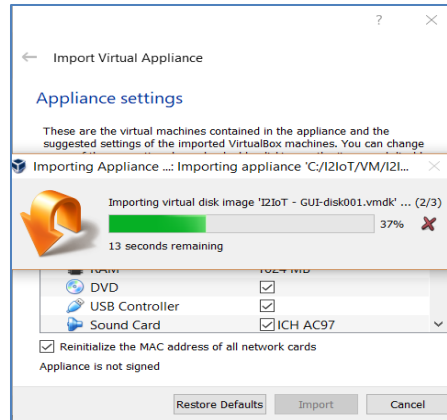 ?
Import Virtual Appliance
Appliance settings
These are the virtual machines contained in the appliance and the
suggested settings of the imported VirtualBox machines. You can change
Importing Appliance ...: Importing appliance 'C:/I2IoT/VM/I2I...
Importing virtual disk image 'I2IoT - GUI-disk001.vmdk' ... (2/3)
37%
13 seconds remaining
RAM 1024 MB
DVD
USB Controller
Sound Card ICH AC97
Reinitialize the MAC address of all network cards
Appliance is not signed
Restore Defaults Import Cancel